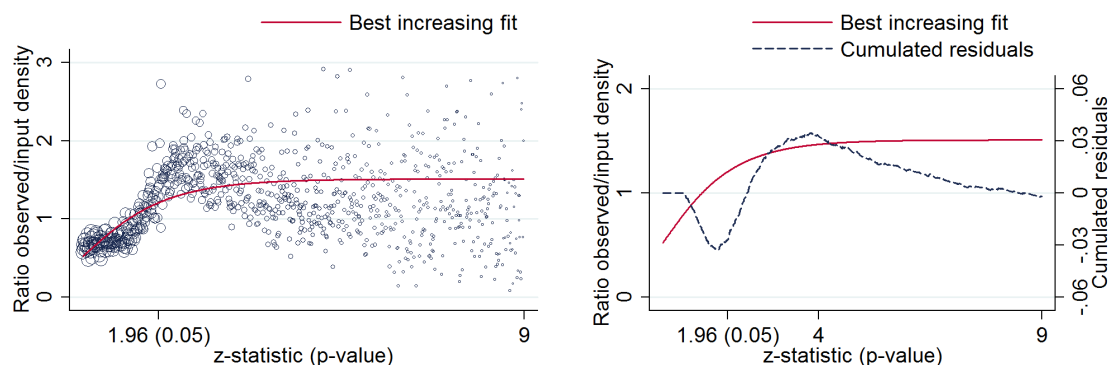 Best increasing fit
Ratio observed/input density
3
2
1
0
1.96 (0.05)
9
z-statistic (p-value)
Best increasing fit
Cumulated residuals
Ratio observed/input density
2
1
0
.06
.03
0
-.03
-.06
Cumulated residuals
1.96 (0.05)
4
9
z-statistic (p-value)